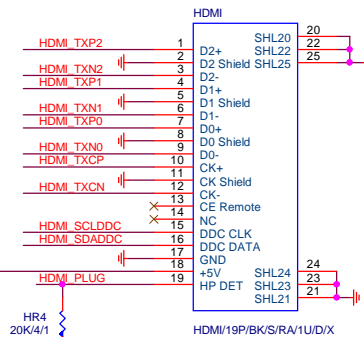 HDMI
HDMI_TXP2 1 D2+ SHL20 20
2 D2 Shield SHL22 22
HDMI_TXN2 3 D2- SHL25 25
HDMI_TXP1 4 D1+
5 D1 Shield
HDMI_TXN1 6 D1-
HDMI_TXP0 7 D0+
8 D0 Shield
HDMI_TXN0 9 D0-
HDMI_TXCP 10 CK+
11 CK Shield
HDMI_TXCN 12 CK-
13 CE Remote
14 NC
HDMI_SCLDDC 15 DDC CLK
HDMI_SDADDC 16 DDC DATA
17 GND
18 +5V SHL24 24
HDMI_PLUG 19 HP DET SHL23 23
SHL21 21
HR4
20K/4/1
HDMI/19P/BK/S/RA/1U/D/X